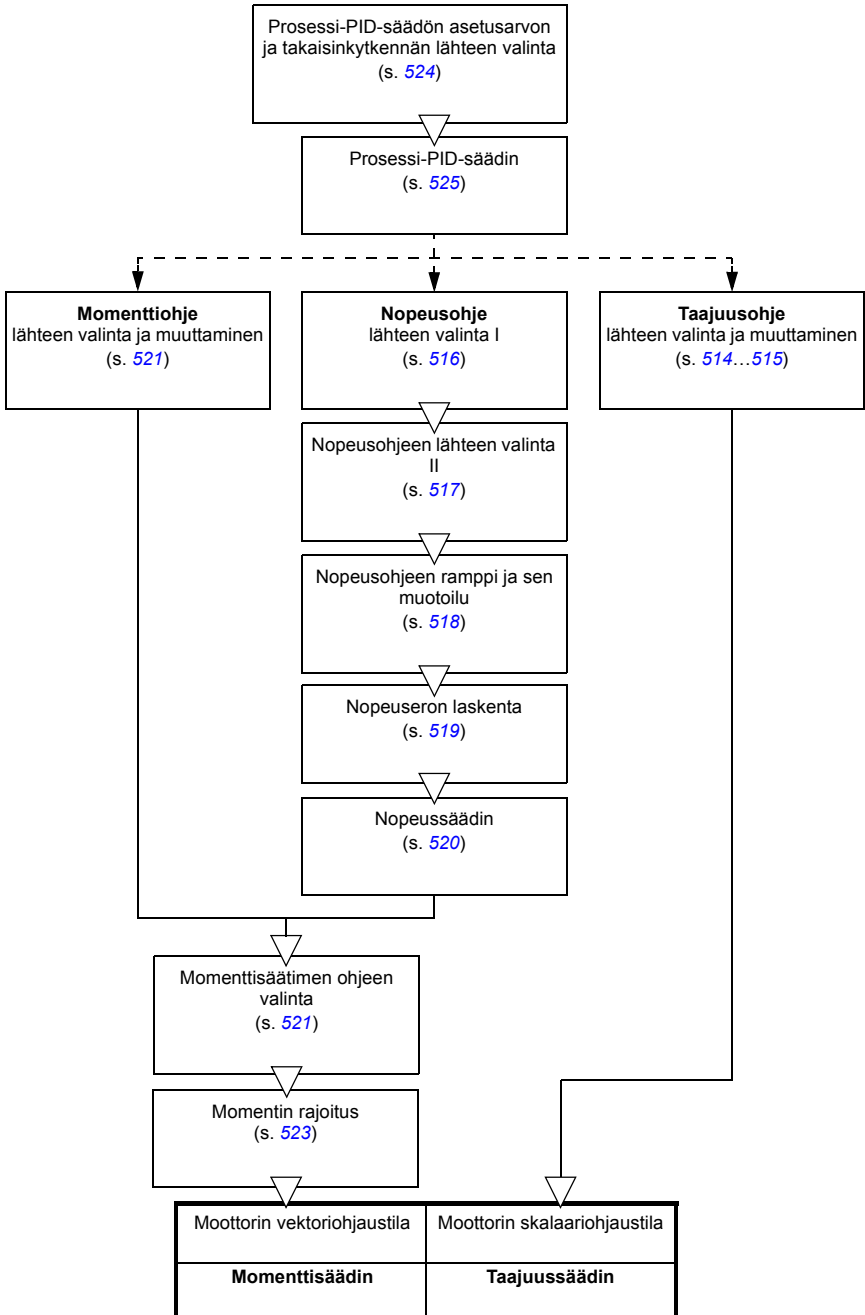 Prosessi-PID-säädön asetusarvon
ja takaisinkytkennän lähteen valinta
(s. 524)
Prosessi-PID-säädin
(s. 525)
Momenttiohje
lähteen valinta ja muuttaminen
(s. 521)
Nopeusohje
lähteen valinta I
(s. 516)
Taajuusohje
lähteen valinta ja muuttaminen
(s. 514…515)
Nopeusohjeen lähteen valinta
II
(s. 517)
Nopeusohjeen ramppi ja sen
muotoilu
(s. 518)
Nopeuseron laskenta
(s. 519)
Nopeussäädin
(s. 520)
Momenttisäätimen ohjeen
valinta
(s. 521)
Momentin rajoitus
(s. 523)
Moottorin vektoriohjaustila
Moottorin skalaariohjaustila
Momenttisäädin
Taajuussäädin